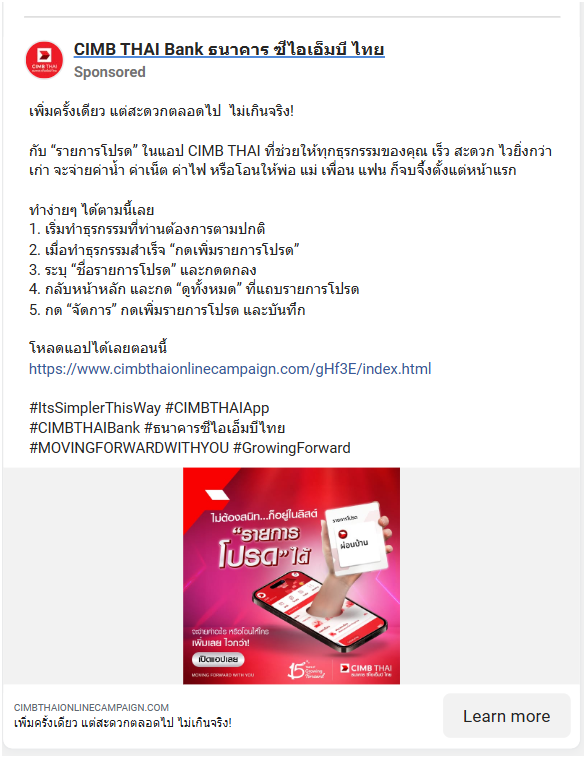 CIMB THAI Bank ธนาคาร ซีไอเอ็มบี ไทย
Sponsored
เพิ่มครั้งเดียว แต่สะดวกตลอดไป ไม่เกินจริง!
กับ “รายการโปรด” ในแอป CIMB THAI ที่ช่วยให้ทุกธุรกรรมของคุณ เร็ว สะดวก ไวยิ่งกว่า
เก่า จะจ่ายค่าน้ำ ค่าเน็ต ค่าไฟ หรือโอนให้พ่อ แม่ เพื่อน แฟน ก็จบจึ้งตั้งแต่หน้าแรก
ทำง่ายๆ ได้ตามนี้เลย
1. เริ่มทำธุรกรรมที่ท่านต้องการตามปกติ
2. เมื่อทำธุรกรรมสำเร็จ “กดเพิ่มรายการโปรด”
3. ระบุ “ชื่อรายการโปรด” และกดตกลง
4. กลับหน้าหลัก และกด “ดูทั้งหมด” ที่แถบรายการโปรด
5. กด “จัดการ” กดเพิ่มรายการโปรด และบันทึก
โหลดแอปได้เลยตอนนี้
https://www.cimbthaionlinecampaign.com/gHf3E/index.html
#ItsSimplerThisWay #CIMBTHAIApp
#CIMBTHAIBank #ธนาคารซีไอเอ็มบีไทย
#MOVINGFORWARDWITHYOU #GrowingForward
ไม่ต้องสนิท...ก็อยู่ในลิสต์
“รายการ
โปรด” ได้
รายการโปรด
ผ่อนบ้าน
จะจ่ายค่าอะไร หรือโอนให้ใคร
เพิ่มเลย ไวกว่า!
เปิดแอปเลย
MOVING FORWARD WITH YOU
15
Growing Forward
CIMB THAI
ธนาคาร ซีไอเอ็มบี ไทย
CIMBTHAIONLINECAMPAIGN.COM
เพิ่มครั้งเดียว แต่สะดวกตลอดไป ไม่เกินจริง!
Learn more